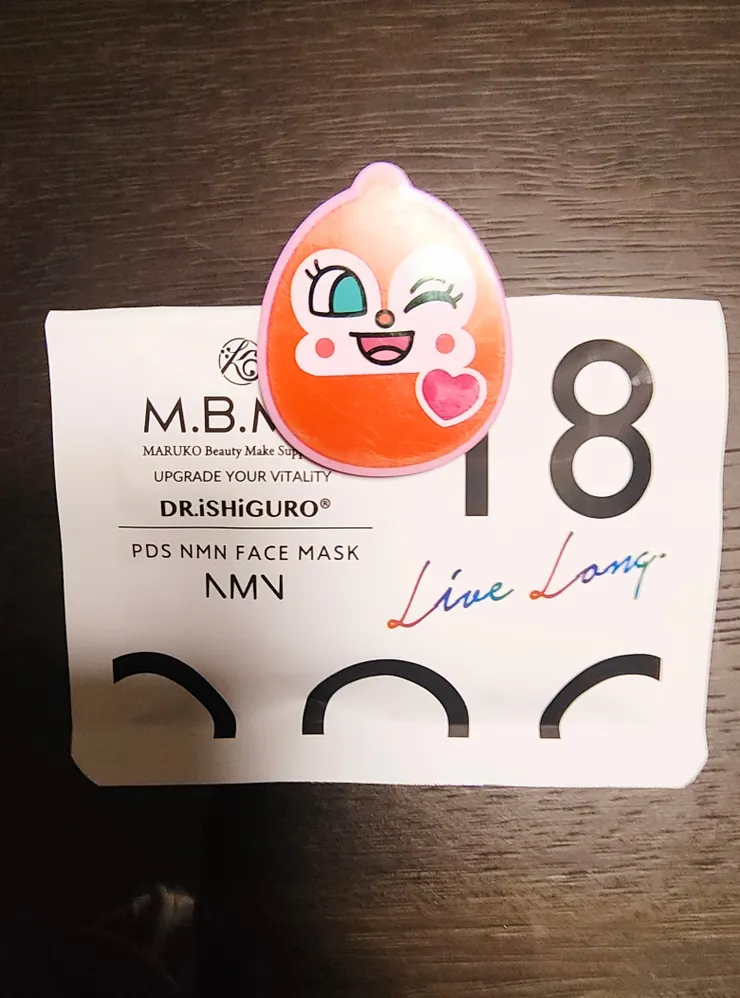 M.B.M
MARUKO Beauty Make Supp
UPGRADE YOUR ViTALiTY
DR.iSHiGURO®
PDS NMN FACE MASK
NMN
18
Live Long.